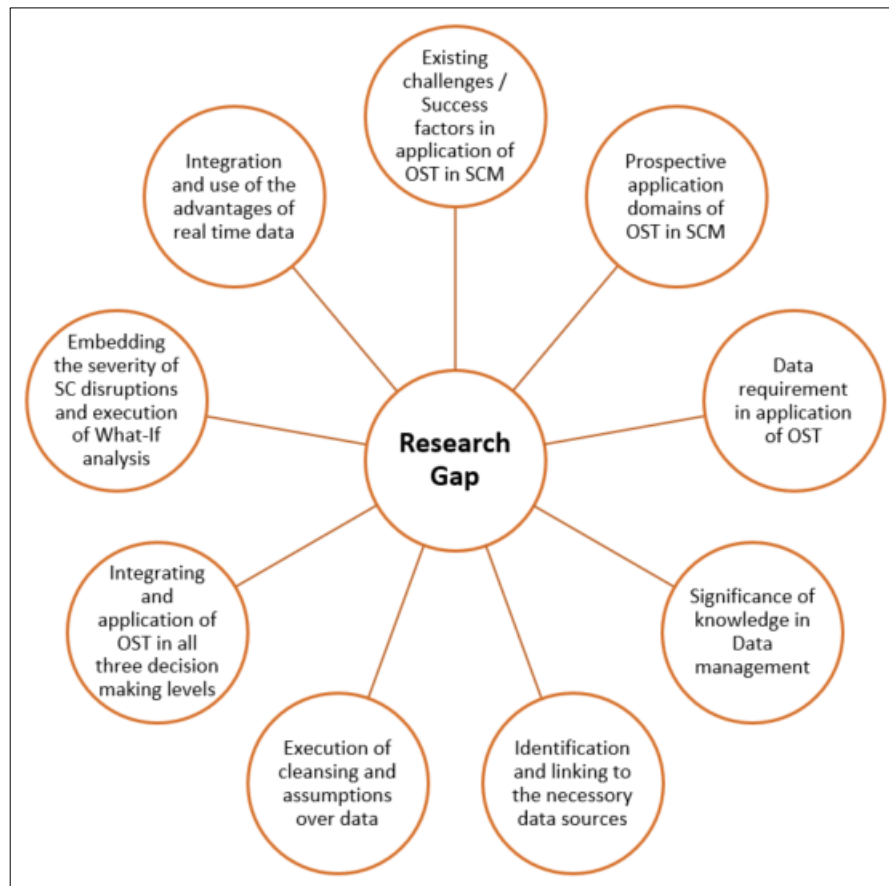 Existing
challenges /
Success
factors in
application of
OST in SCM
Prospective
application
domains of
OST in SCM
Data
requirement
in application
of OST
Significance of
knowledge in
Data
management
Identification
and linking to
the necessary
data sources
Execution of
cleansing and
assumptions
over data
Integrating
and
application of
OST in all
three decision
making levels
Embedding
the severity of
SC disruptions
and execution
of What-If
analysis
Integration
and use of the
advantages of
real time data
Research
Gap